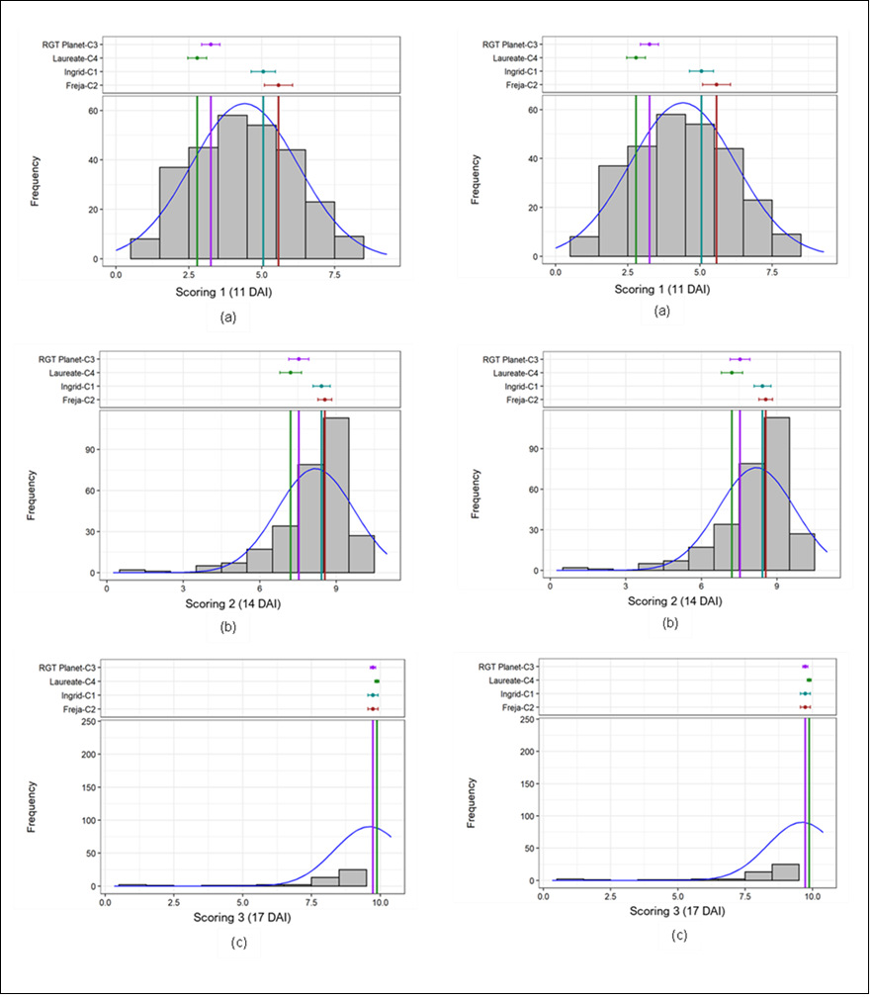 RGT Planet-C3
Laureate-C4
Ingrid-C1
Freja-C2
60
40
20
0
Frequency
0.0 2.5 5.0 7.5
Scoring 1 (11 DAI)
(a)
RGT Planet-C3
Laureate-C4
Ingrid-C1
Freja-C2
60
40
20
0
Frequency
0.0 2.5 5.0 7.5
Scoring 1 (11 DAI)
(a)
RGT Planet-C3
Laureate-C4
Ingrid-C1
Freja-C2
90
60
30
0
Frequency
0 3 6 9
Scoring 2 (14 DAI)
(b)
RGT Planet-C3
Laureate-C4
Ingrid-C1
Freja-C2
90
60
30
0
Frequency
0 3 6 9
Scoring 2 (14 DAI)
(b)
RGT Planet-C3
Laureate-C4
Ingrid-C1
Freja-C2
250
200
150
100
50
0
Frequency
0.0 2.5 5.0 7.5 10.0
Scoring 3 (17 DAI)
(c)
RGT Planet-C3
Laureate-C4
Ingrid-C1
Freja-C2
250
200
150
100
50
0
Frequency
0.0 2.5 5.0 7.5 10.0
Scoring 3 (17 DAI)
(c)